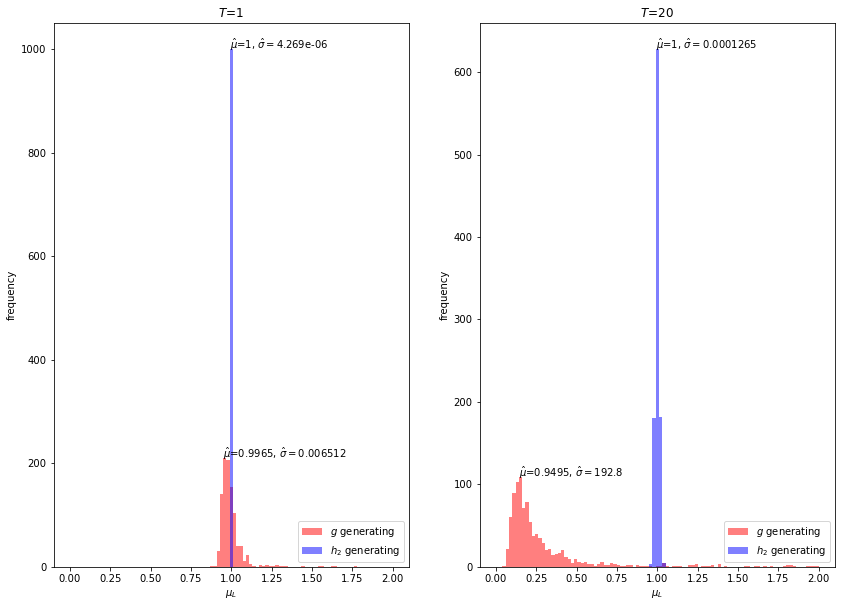 T=1
1000
800
600
400
200
0
frequency
μ̂=1, σ̂ = 4.269e-06
μ̂=0.9965, σ̂ = 0.006512
g generating
h₂ generating
0.00 0.25 0.50 0.75 1.00 1.25 1.50 1.75 2.00
μ_L
T=20
600
500
400
300
200
100
0
frequency
μ̂=1, σ̂ = 0.0001265
μ̂=0.9495, σ̂ = 192.8
g generating
h₂ generating
0.00 0.25 0.50 0.75 1.00 1.25 1.50 1.75 2.00
μ_L